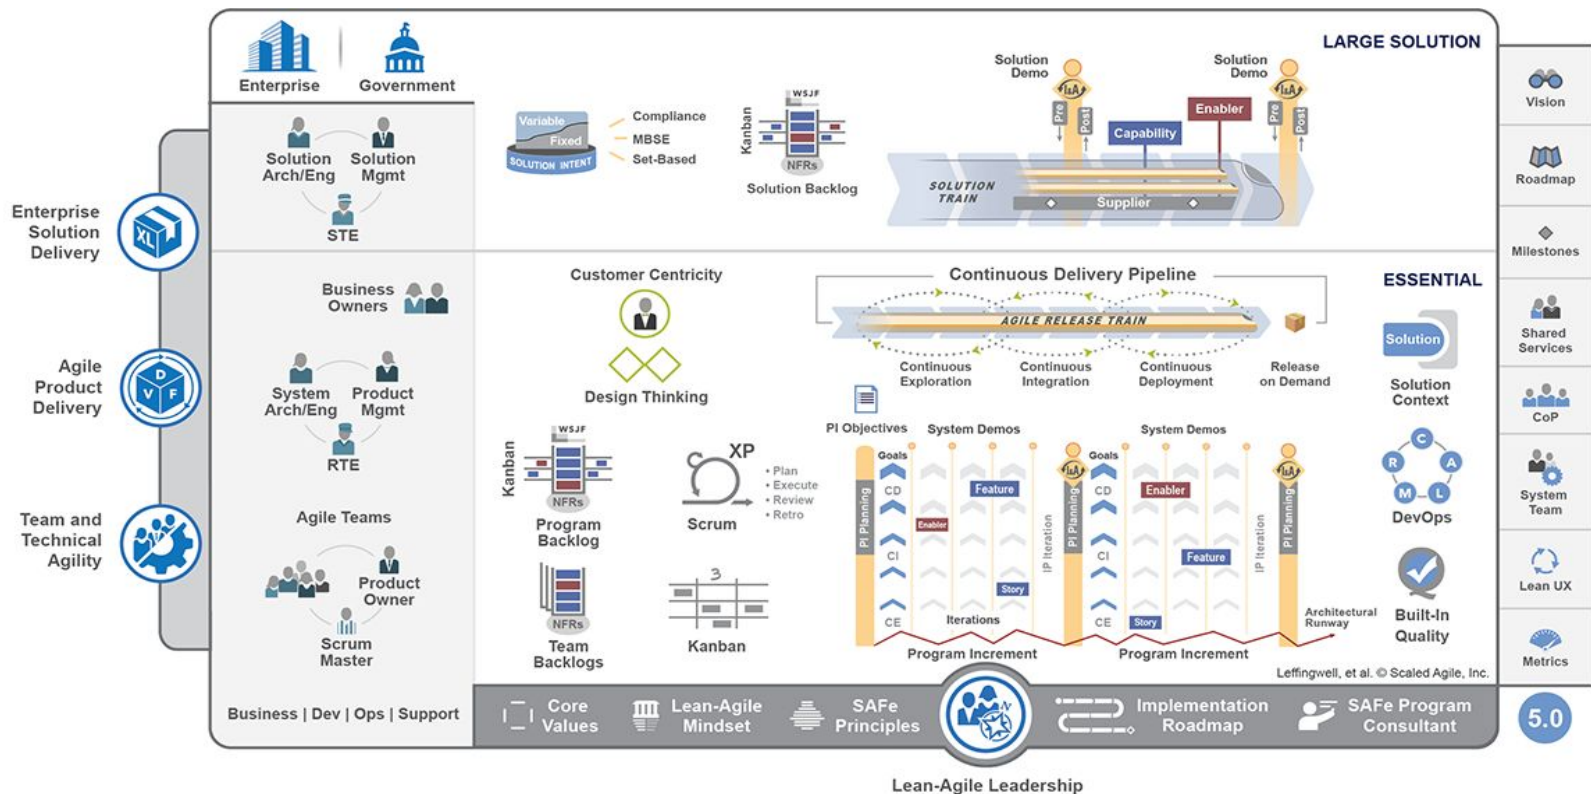 Enterprise
Government
LARGE SOLUTION
Solution
Arch/Eng
Solution
Mgmt
STE
Variable
Fixed
SOLUTION INTENT
Compliance
MBSE
Set-Based
WSJF
Kanban
NFRs
Solution Backlog
Solution
Demo
I&A
Pre
Post
Capability
Enabler
Solution
Demo
I&A
Pre
Post
SOLUTION
TRAIN
Supplier
Enterprise
Solution
Delivery
XL
Agile
Product
Delivery
D
V
F
Team and
Technical
Agility
Business
Owners
System
Arch/Eng
Product
Mgmt
RTE
Agile Teams
Product
Owner
Scrum
Master
Business | Dev | Ops | Support
ESSENTIAL
Customer Centricity
Design Thinking
Continuous Delivery Pipeline
AGILE RELEASE TRAIN
Continuous
Exploration
Continuous
Integration
Continuous
Deployment
Release
on Demand
WSJF
Kanban
NFRs
Program
Backlog
XP
• Plan
• Execute
• Review
• Retro
Scrum
NFRs
Team
Backlogs
3
Kanban
PI Objectives
System Demos
System Demos
PI Planning
Goals
CD
CI
CE
Enabler
Feature
Story
Iterations
IP Iteration
I&A
PI Planning
Goals
CD
CI
CE
Enabler
Feature
Story
IP Iteration
I&A
PI Planning
Architectural
Runway
Program Increment
Program Increment
Solution
Solution
Context
C
A
L
M
R
DevOps
Built-In
Quality
Leffingwell, et al. © Scaled Agile, Inc.
Vision
Roadmap
Milestones
Shared
Services
CoP
System
Team
Lean UX
Metrics
5.0
Core
Values
Lean-Agile
Mindset
SAFe
Principles
N
Implementation
Roadmap
SAFe Program
Consultant
Lean-Agile Leadership